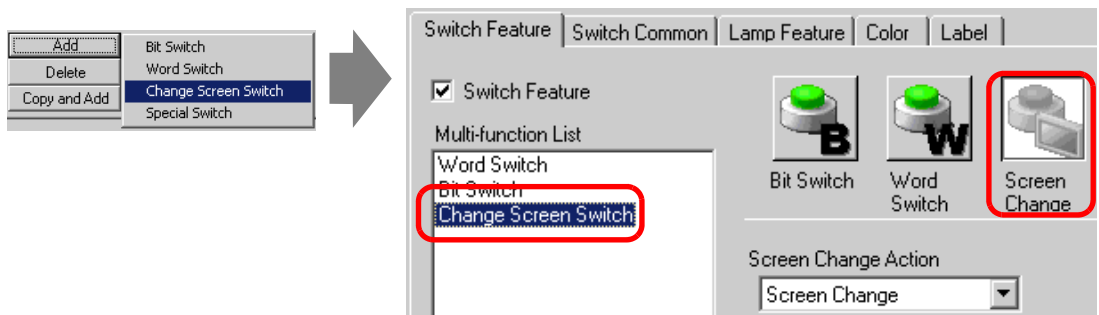 Add
Delete
Copy and Add
Bit Switch
Word Switch
Change Screen Switch
Special Switch
Switch Feature
Switch Common
Lamp Feature
Color
Label
Switch Feature
Multi-function List
Word Switch
Bit Switch
Change Screen Switch
B
Bit Switch
W
Word
Switch
Screen
Change
Screen Change Action
Screen Change